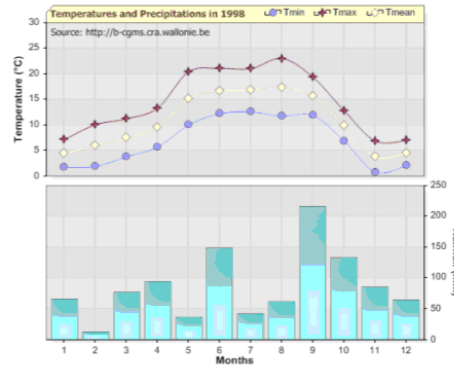 Temperatures and Precipitations in 1998
Tmin Tmax Tmean
Source: http://b-cgms.cra.wallonie.be
Temperature (°C)
30
25
20
15
10
5
0
250
200
150
100
50
0
1 2 3 4 5 6 7 8 9 10 11 12
Months